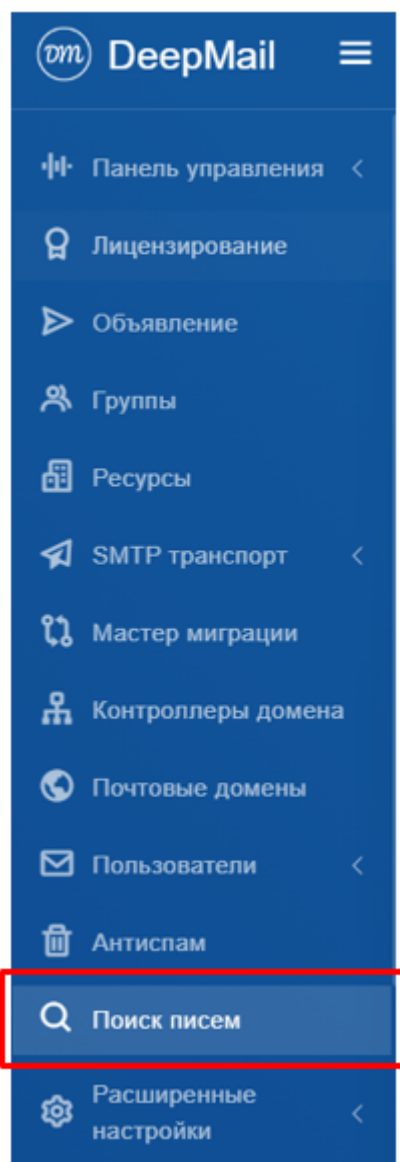 dm DeepMail
Панель управления
Лицензирование
Объявление
Группы
Ресурсы
SMTP транспорт
Мастер миграции
Контроллеры домена
Почтовые домены
Пользователи
Антиспам
Поиск писем
Расширенные
настройки